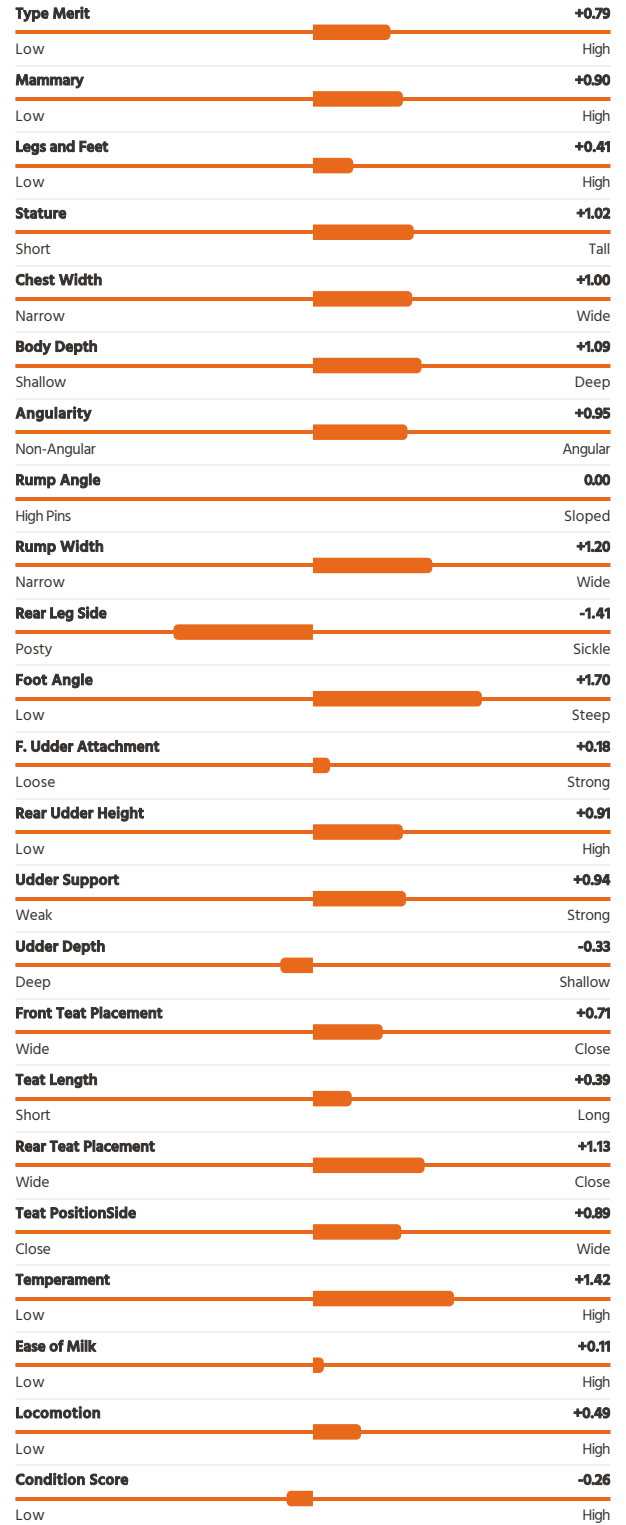 Type Merit +0.79
Low High
Mammary +0.90
Low High
Legs and Feet +0.41
Low High
Stature +1.02
Short Tall
Chest Width +1.00
Narrow Wide
Body Depth +1.09
Shallow Deep
Angularity +0.95
Non-Angular Angular
Rump Angle 0.00
High Pins Sloped
Rump Width +1.20
Narrow Wide
Rear Leg Side -1.41
Posty Sickle
Foot Angle +1.70
Low Steep
F. Udder Attachment +0.18
Loose Strong
Rear Udder Height +0.91
Low High
Udder Support +0.94
Weak Strong
Udder Depth -0.33
Deep Shallow
Front Teat Placement +0.71
Wide Close
Teat Length +0.39
Short Long
Rear Teat Placement +1.13
Wide Close
Teat PositionSide +0.89
Close Wide
Temperament +1.42
Low High
Ease of Milk +0.11
Low High
Locomotion +0.49
Low High
Condition Score -0.26
Low High